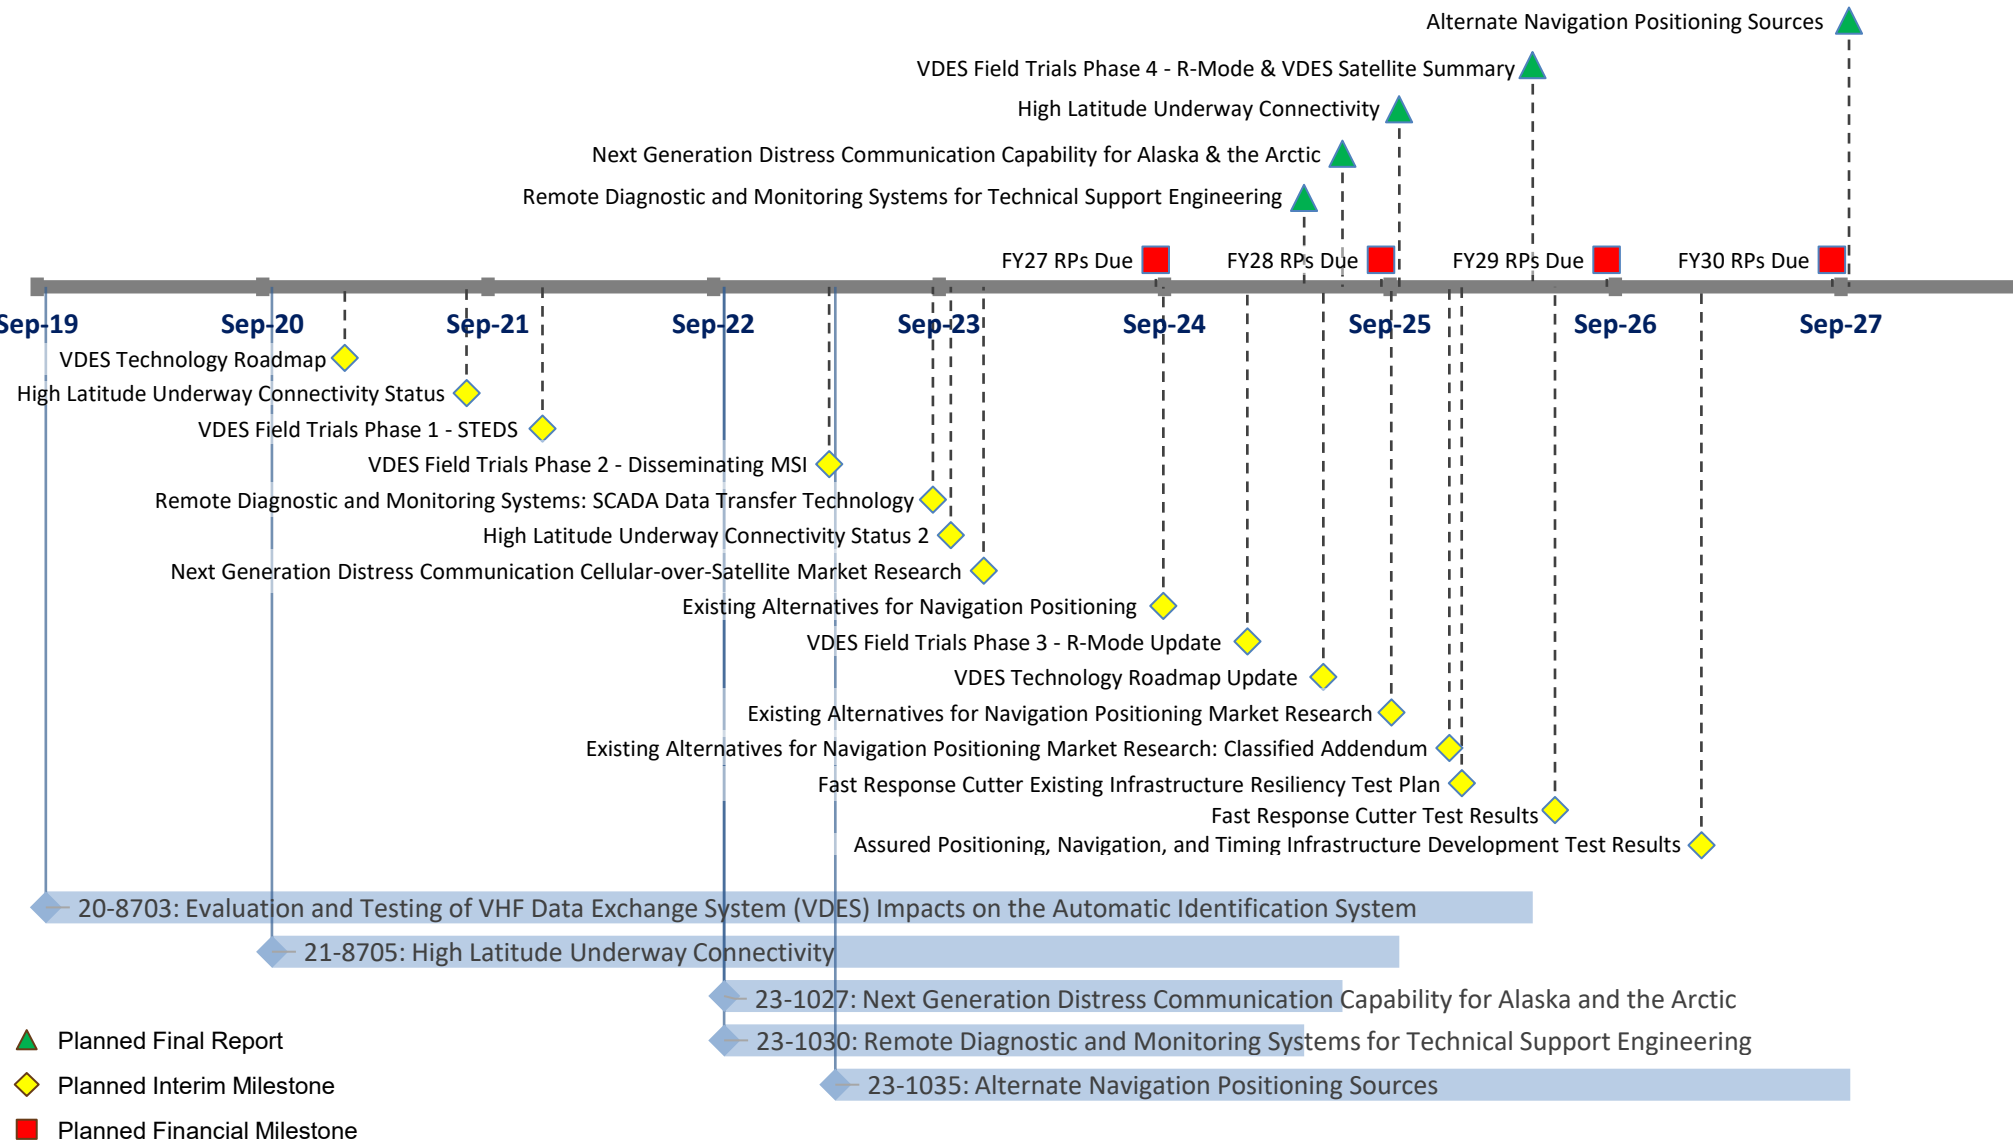 Alternate Navigation Positioning Sources
VDES Field Trials Phase 4 - R-Mode & VDES Satellite Summary
High Latitude Underway Connectivity
Next Generation Distress Communication Capability for Alaska & the Arctic
Remote Diagnostic and Monitoring Systems for Technical Support Engineering
FY27 RPs Due
FY28 RPs Due
FY29 RPs Due
FY30 RPs Due
Sep-19
Sep-20
Sep-21
Sep-22
Sep-23
Sep-24
Sep-25
Sep-26
Sep-27
VDES Technology Roadmap
High Latitude Underway Connectivity Status
VDES Field Trials Phase 1 - STEDS
VDES Field Trials Phase 2 - Disseminating MSI
Remote Diagnostic and Monitoring Systems: SCADA Data Transfer Technology
High Latitude Underway Connectivity Status 2
Next Generation Distress Communication Cellular-over-Satellite Market Research
Existing Alternatives for Navigation Positioning
VDES Field Trials Phase 3 - R-Mode Update
VDES Technology Roadmap Update
Existing Alternatives for Navigation Positioning Market Research
Existing Alternatives for Navigation Positioning Market Research: Classified Addendum
Fast Response Cutter Existing Infrastructure Resiliency Test Plan
Fast Response Cutter Test Results
Assured Positioning, Navigation, and Timing Infrastructure Development Test Results
20-8703: Evaluation and Testing of VHF Data Exchange System (VDES) Impacts on the Automatic Identification System
21-8705: High Latitude Underway Connectivity
23-1027: Next Generation Distress Communication Capability for Alaska and the Arctic
23-1030: Remote Diagnostic and Monitoring Systems for Technical Support Engineering
23-1035: Alternate Navigation Positioning Sources
Planned Final Report
Planned Interim Milestone
Planned Financial Milestone